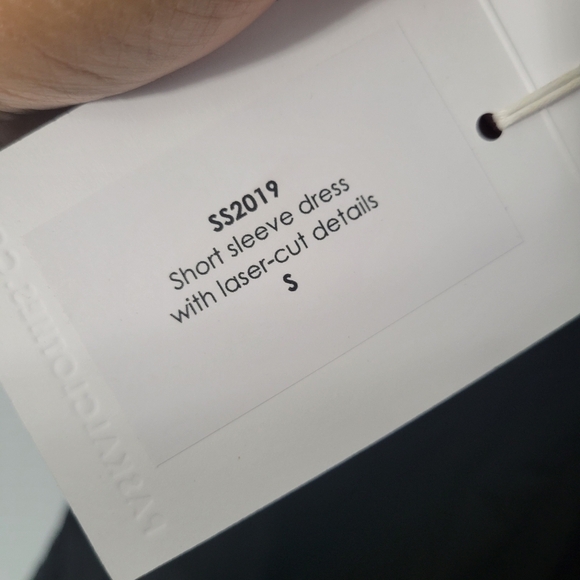 SS2019
Short sleeve dress
with laser-cut details
S